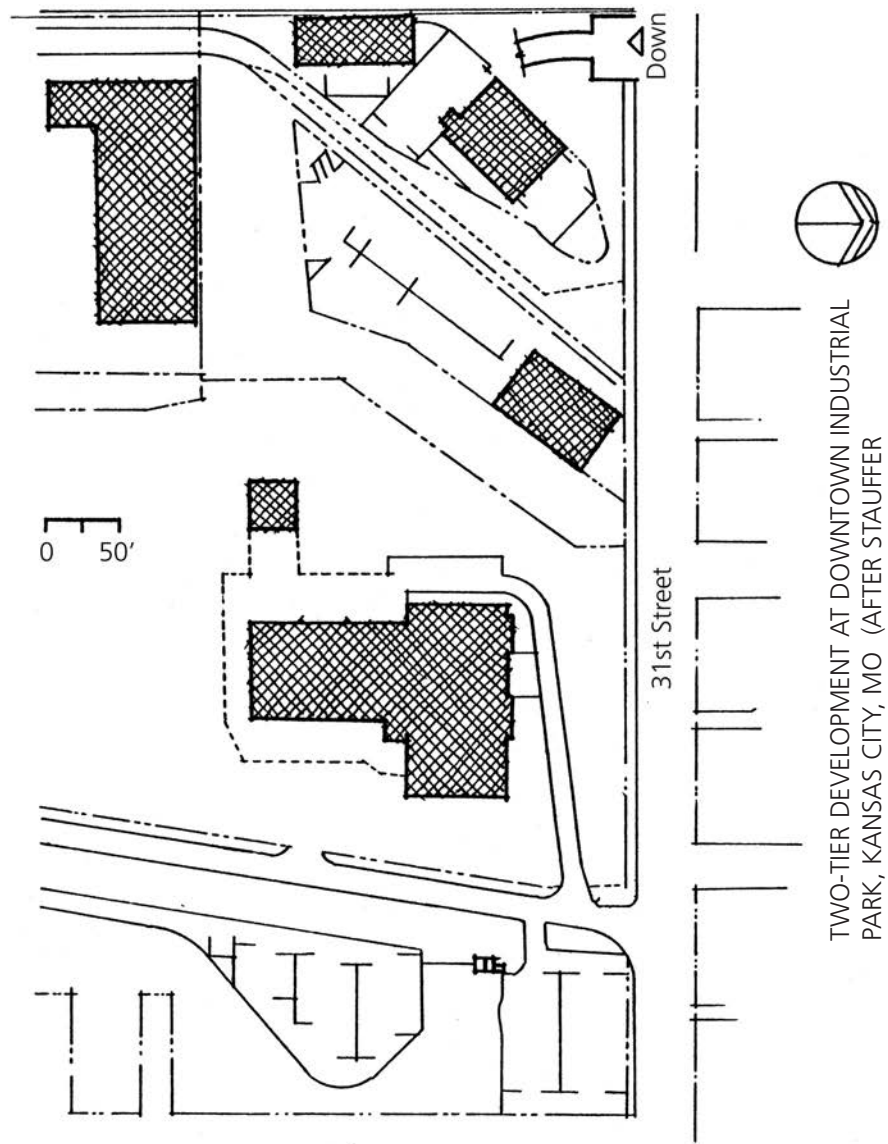 Down
0 50'
31st Street
TWO-TIER DEVELOPMENT AT DOWNTOWN INDUSTRIAL
PARK, KANSAS CITY, MO (AFTER STAUFFER